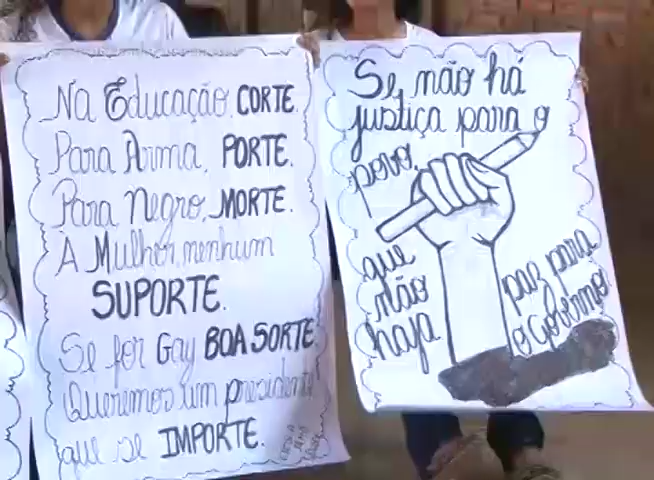 Na Educação, CORTE.
Para Arma, PORTE.
Para Negro, MORTE.
A Mulher, nenhum
SUPORTE.
Se for Gay BOA SORTE
Queremos um presidente
que se IMPORTE.
Se não há
justiça para o
povo,
que
não
haja
paz para
o Governo!